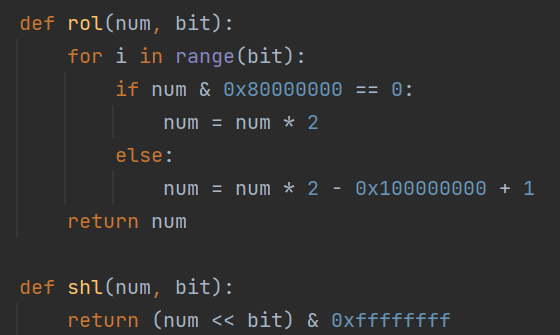 def rol(num, bit):
    for i in range(bit):
        if num & 0x80000000 == 0:
            num = num * 2
        else:
            num = num * 2 - 0x100000000 + 1
    return num

def shl(num, bit):
    return (num << bit) & 0xffffffff